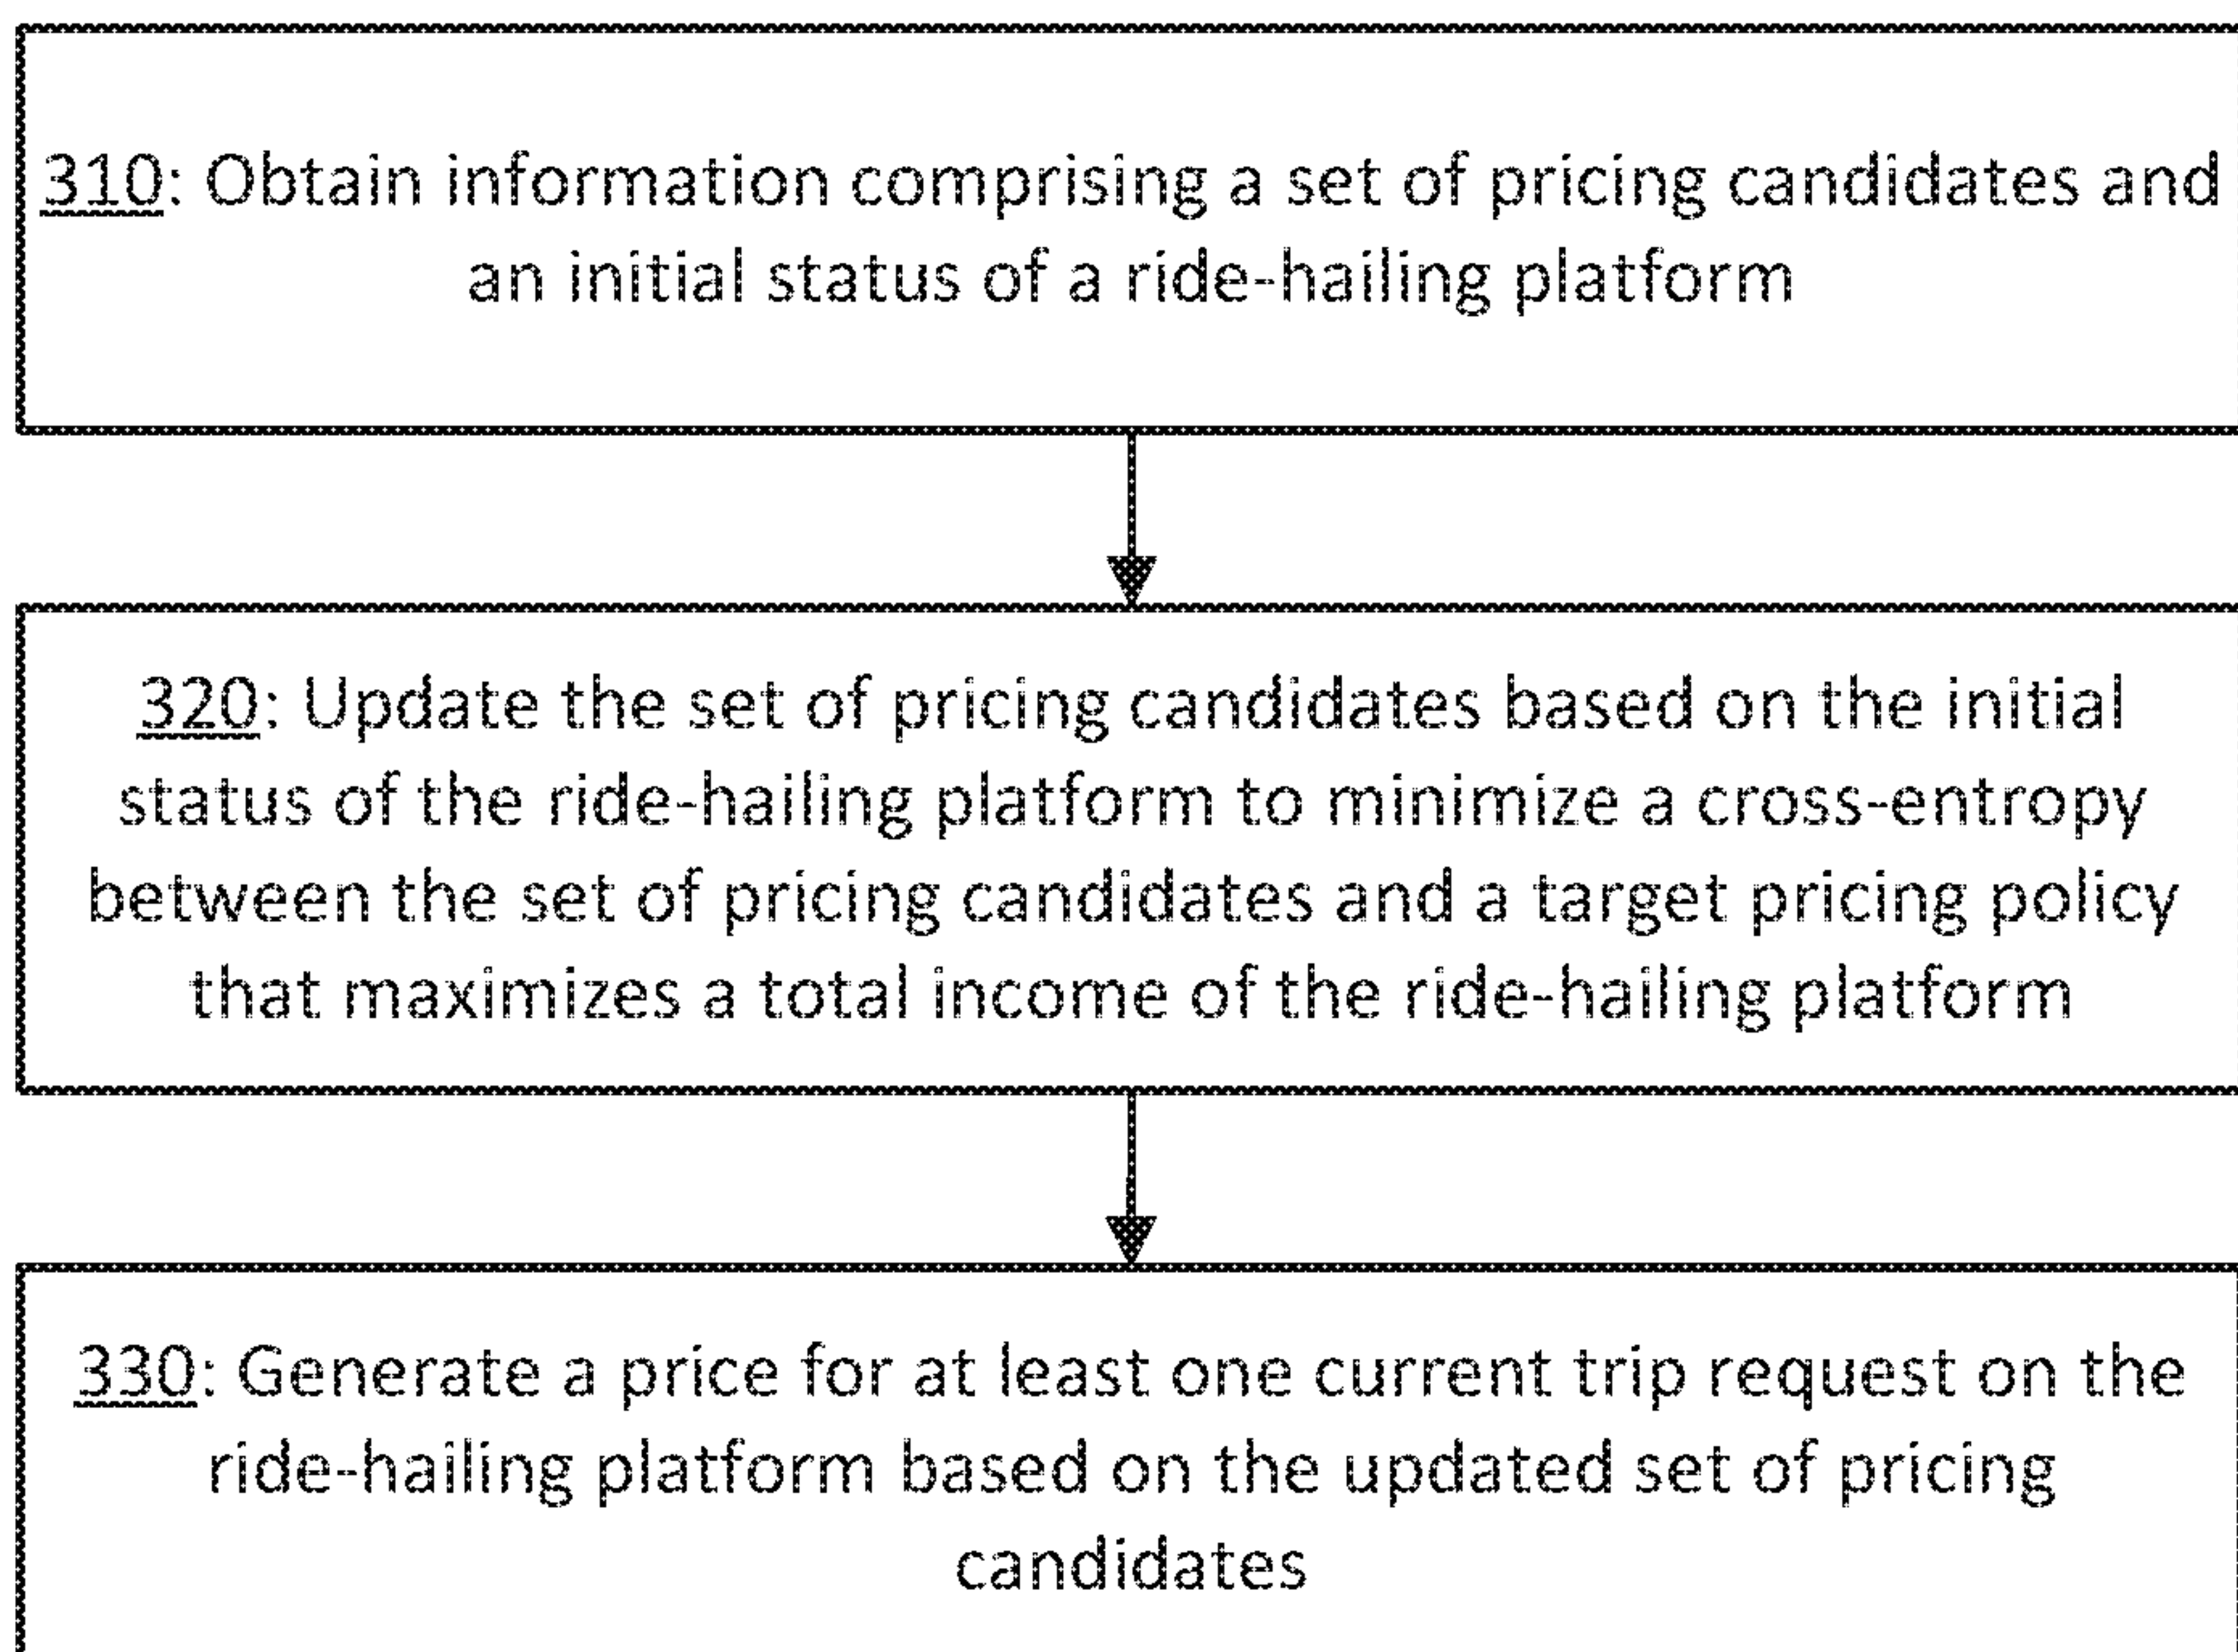 310: Obtain information comprising a set of pricing candidates and
an initial status of a ride-hailing platform
320: Update the set of pricing candidates based on the initial
status of the ride-hailing platform to minimize a cross-entropy
between the set of pricing candidates and a target pricing policy
that maximizes a total income of the ride-hailing platform
330: Generate a price for at least one current trip request on the
ride-hailing platform based on the updated set of pricing
candidates